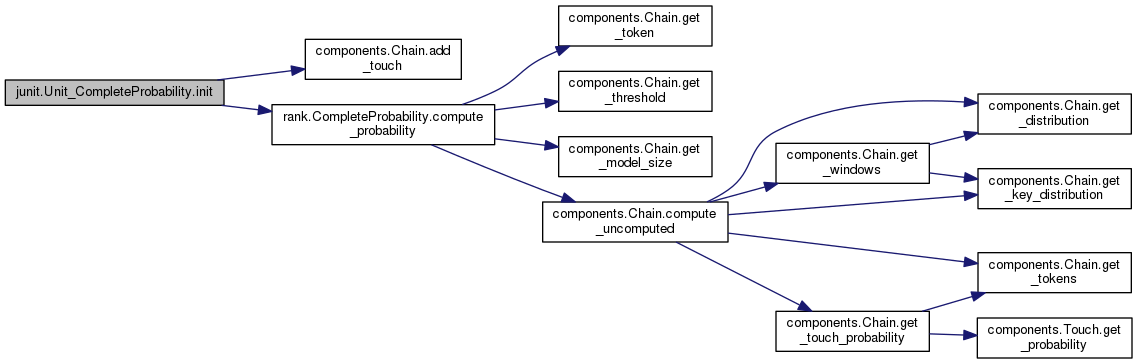 junit.Unit_CompleteProbability.init
components.Chain.add
_touch
rank.CompleteProbability.compute
_probability
components.Chain.get
_token
components.Chain.get
_threshold
components.Chain.get
_model_size
components.Chain.compute
_uncomputed
components.Chain.get
_windows
components.Chain.get
_touch_probability
components.Chain.get
_distribution
components.Chain.get
_key_distribution
components.Chain.get
_tokens
components.Touch.get
_probability